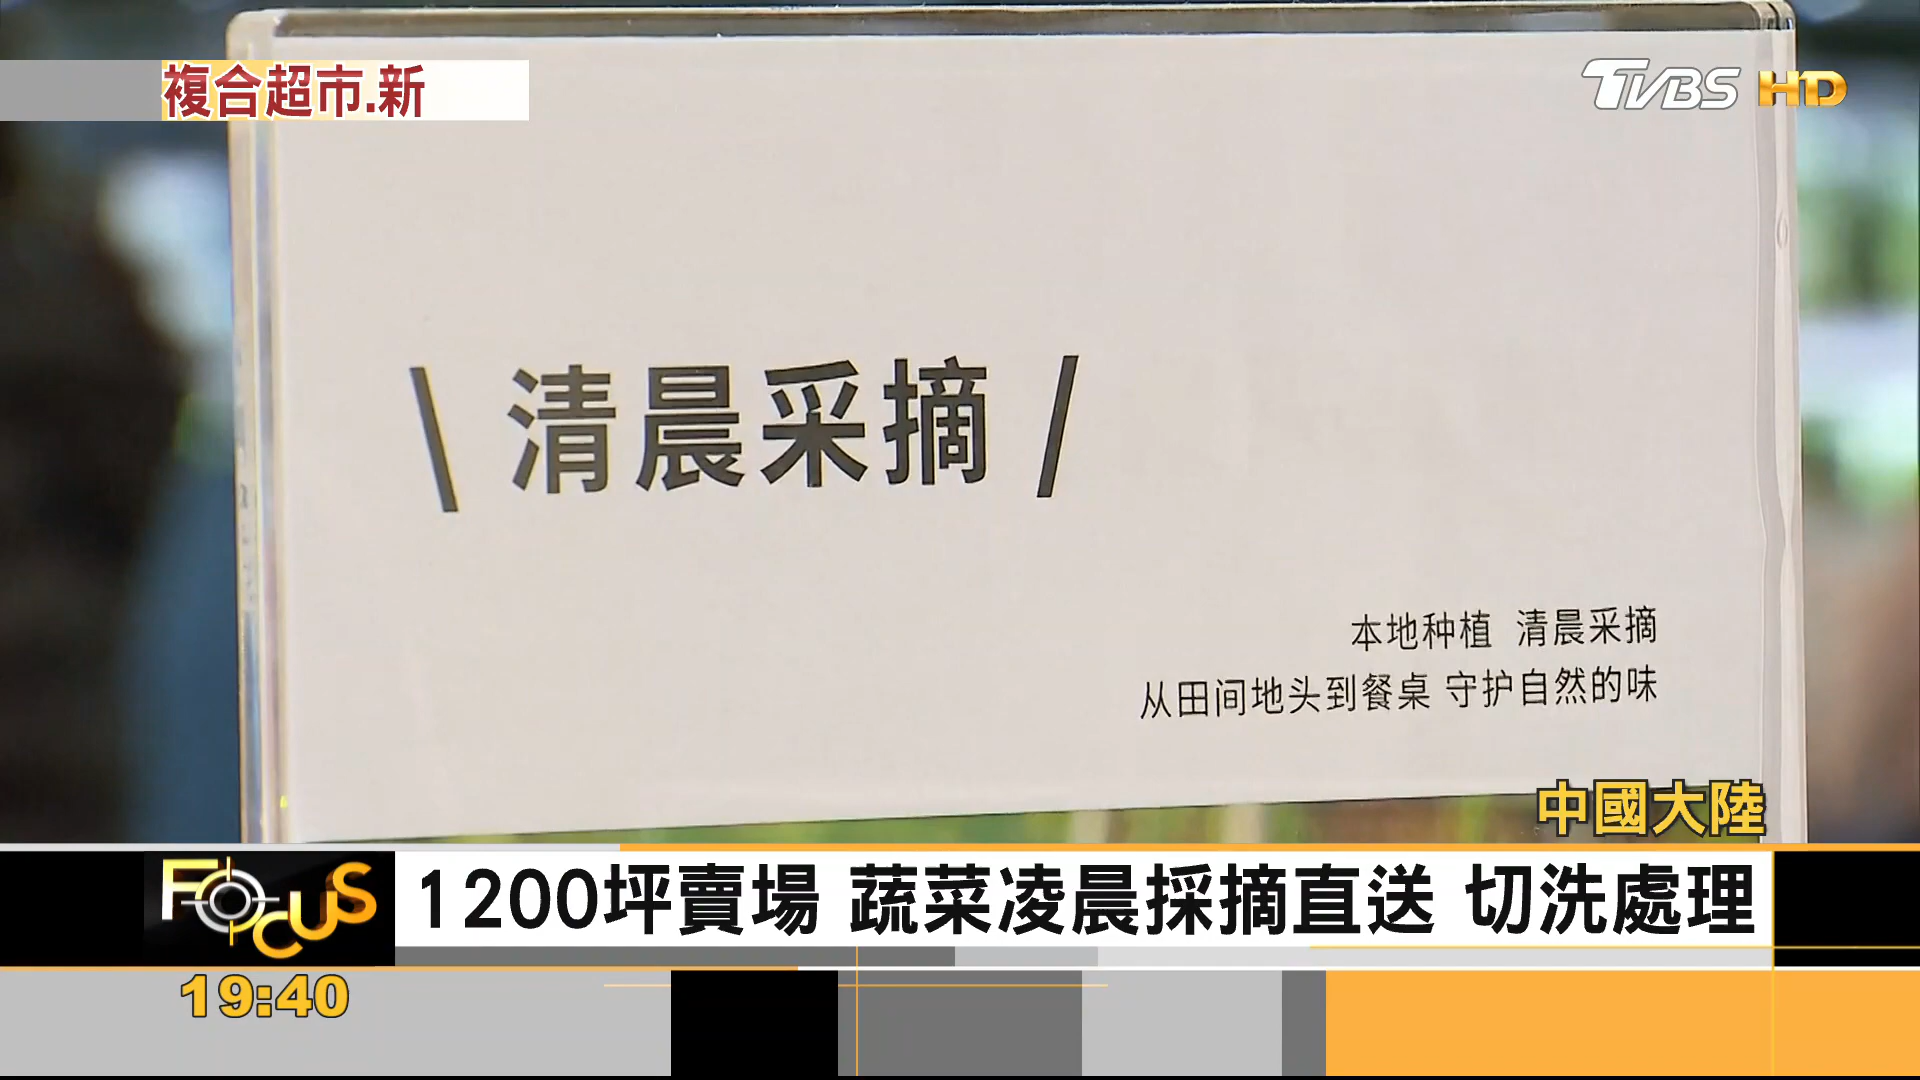 複合超市.新
TVBS HD
\ 清晨采摘 /
本地种植 清晨采摘
从田间地头到餐桌 守护自然的味
中國大陸
FOCUS
1200坪賣場 蔬菜凌晨採摘直送 切洗處理
19:40